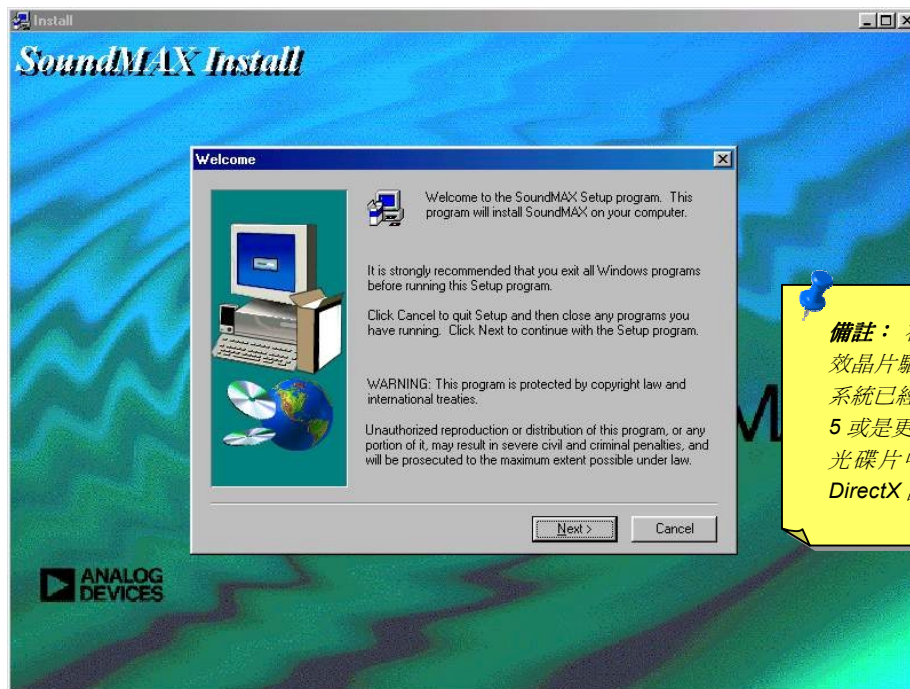 Install
SoundMAX Install
Welcome
Welcome to the SoundMAX Setup program. This
program will install SoundMAX on your computer.
It is strongly recommended that you exit all Windows programs
before running this Setup program.
Click Cancel to quit Setup and then close any programs you
have running. Click Next to continue with the Setup program.
WARNING: This program is protected by copyright law and
international treaties.
Unauthorized reproduction or distribution of this program, or any
portion of it, may result in severe civil and criminal penalties, and
will be prosecuted to the maximum extent possible under law.
Next >
Cancel
備註：
效晶片
系統已經
5 或是更
光碟片
DirectX
ANALOG
DEVICES